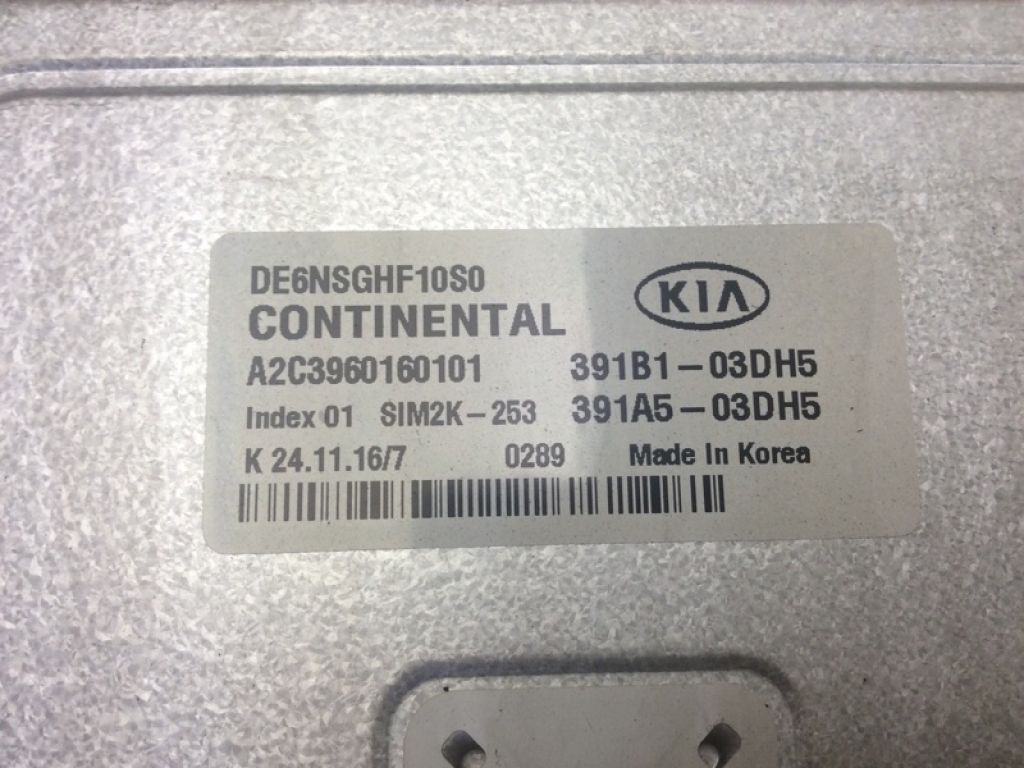 DE6NSGHF10S0
CONTINENTAL
KIA
A2C3960160101 391B1-03DH5
Index 01 SIM2K-253 391A5-03DH5
K 24.11.16/7 0289 Made In Korea